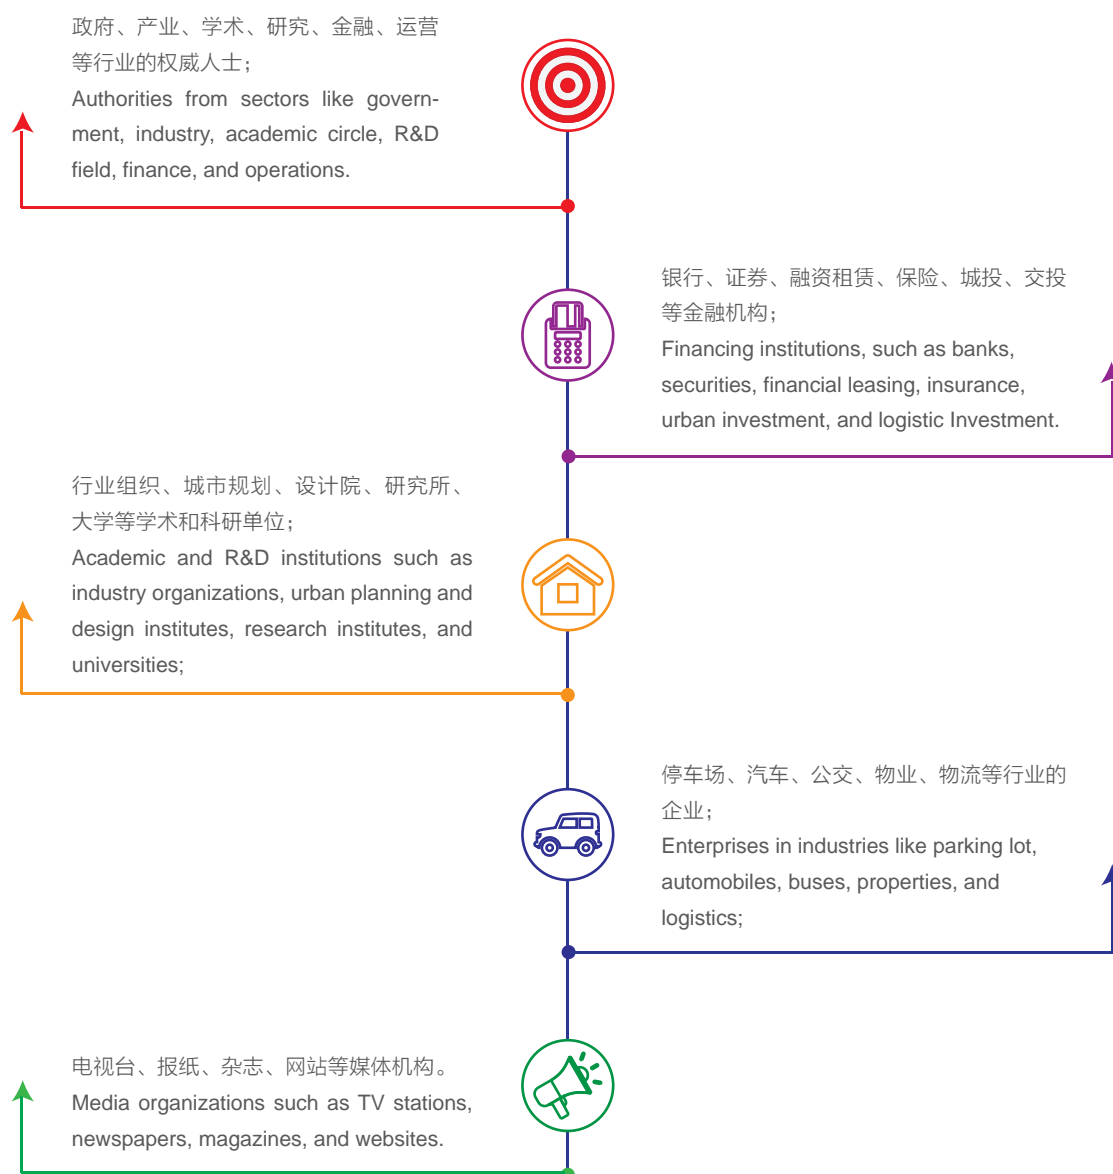 政府、产业、学术、研究、金融、运营
等行业的权威人士；
Authorities from sectors like govern-
ment, industry, academic circle, R&D
field, finance, and operations.
银行、证券、融资租赁、保险、城投、交投
等金融机构；
Financing institutions, such as banks,
securities, financial leasing, insurance,
urban investment, and logistic Investment.
行业组织、城市规划、设计院、研究所、
大学等学术和科研单位；
Academic and R&D institutions such as
industry organizations, urban planning and
design institutes, research institutes, and
universities;
停车场、汽车、公交、物业、物流等行业的
企业；
Enterprises in industries like parking lot,
automobiles, buses, properties, and
logistics;
电视台、报纸、杂志、网站等媒体机构。
Media organizations such as TV stations,
newspapers, magazines, and websites.